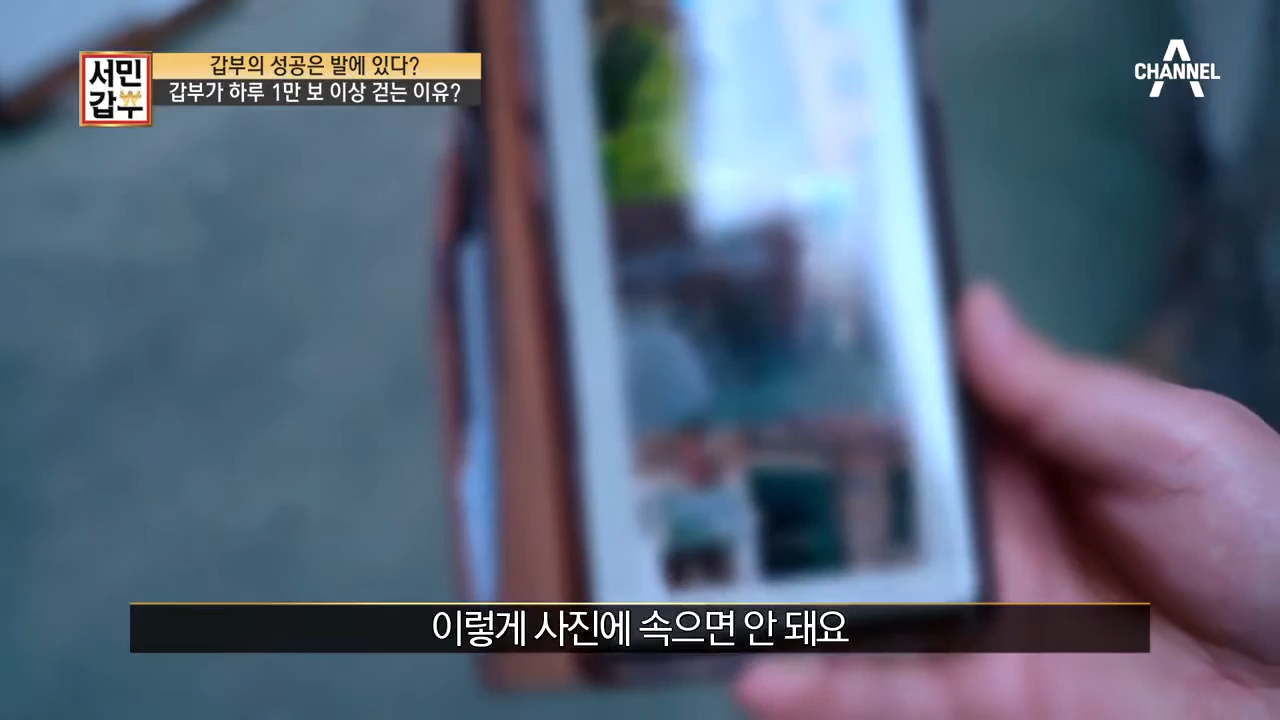 서민
갑부
갑부의 성공은 발에 있다?
갑부가 하루 1만 보 이상 걷는 이유?
CHANNEL A
이렇게 사진에 속으면 안 돼요